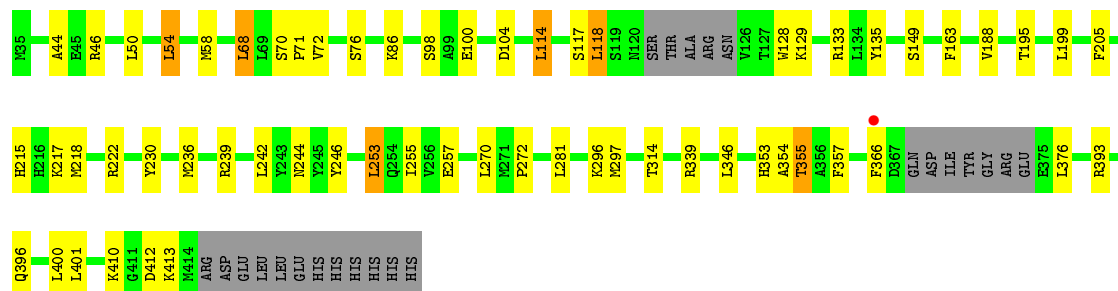 M35 A44 E45 R46 L50 L54 M58 L68 L69 S70 P71 V72 S76 K86 S98 A99 E100 D104 L114 S117 L118 S119 N120 SER THR ALA ARG ASN V126 T127 W128 K129 R133 L134 Y135 S149 F163 V188 T195 L199 F205
H215 H216 K217 M218 R222 Y230 M236 R239 L242 Y243 N244 Y245 Y246 L253 Q254 I255 V256 E257 L270 M271 P272 L281 K296 M297 T314 R339 L346 H353 A354 T355 A356 F357 F366 D367 GLN ASP ILE TYR GLY ARG GLU E375 L376 R393
Q396 L400 L401 K410 G411 D412 K413 M414 ARG ASP GLU LEU LEU GLU HIS HIS HIS HIS HIS HIS